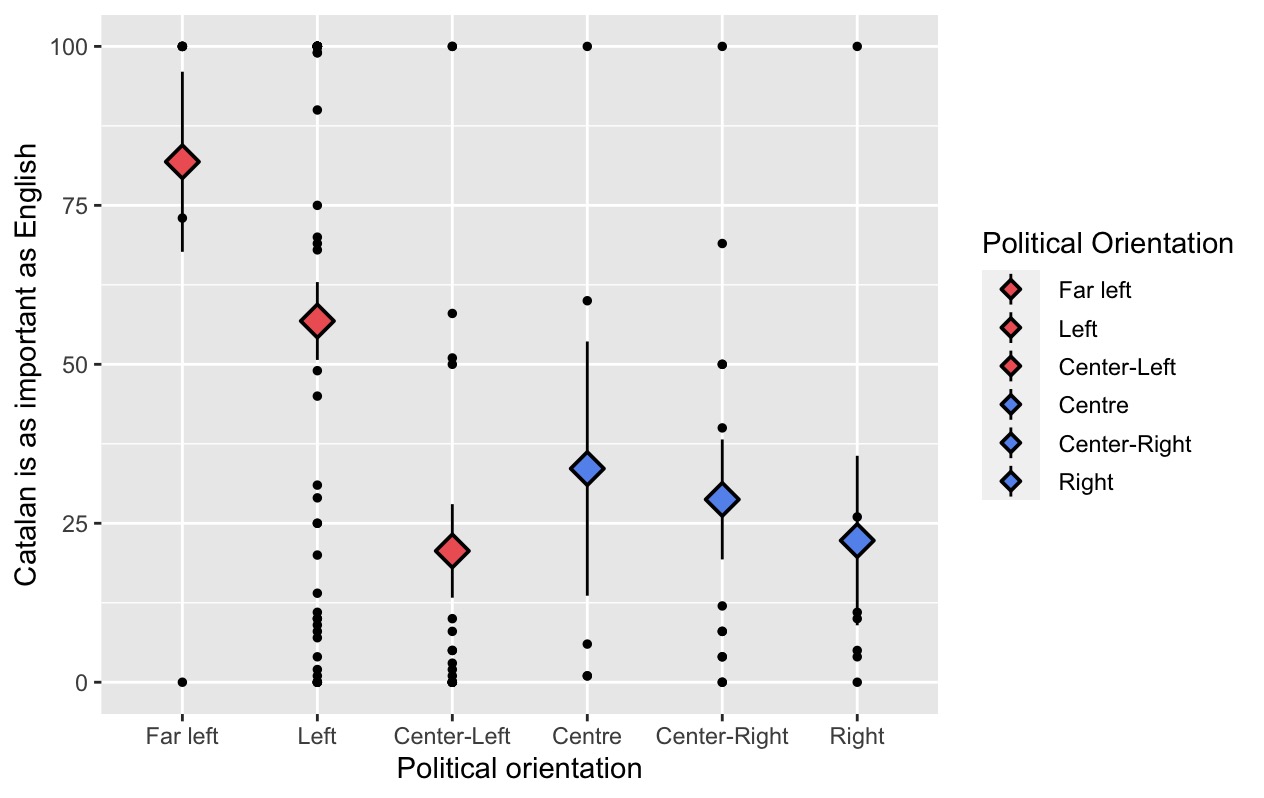 Catalan is as important as English
100
75
50
25
0
Far left Left Center-Left Centre Center-Right Right
Political orientation
Political Orientation
Far left
Left
Center-Left
Centre
Center-Right
Right